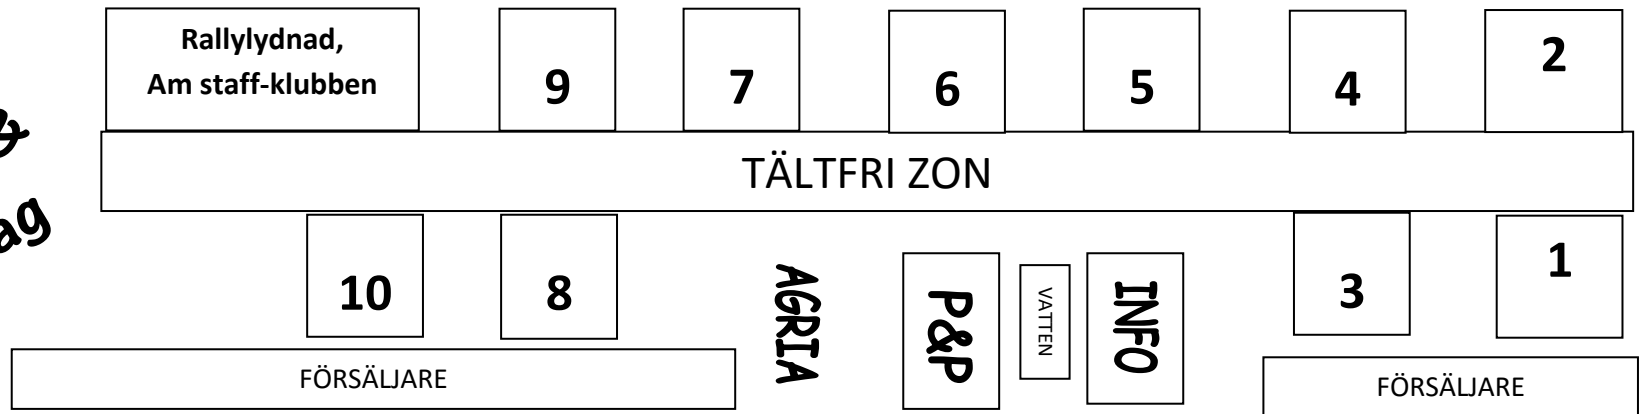 Rallylydnad,
Am staff-klubben
9
7
6
5
4
2
&
TÄLTFRI ZON
10
8
AGRIA
P&P
VATTEN
INFO
3
1
FÖRSÄLJARE
FÖRSÄLJARE